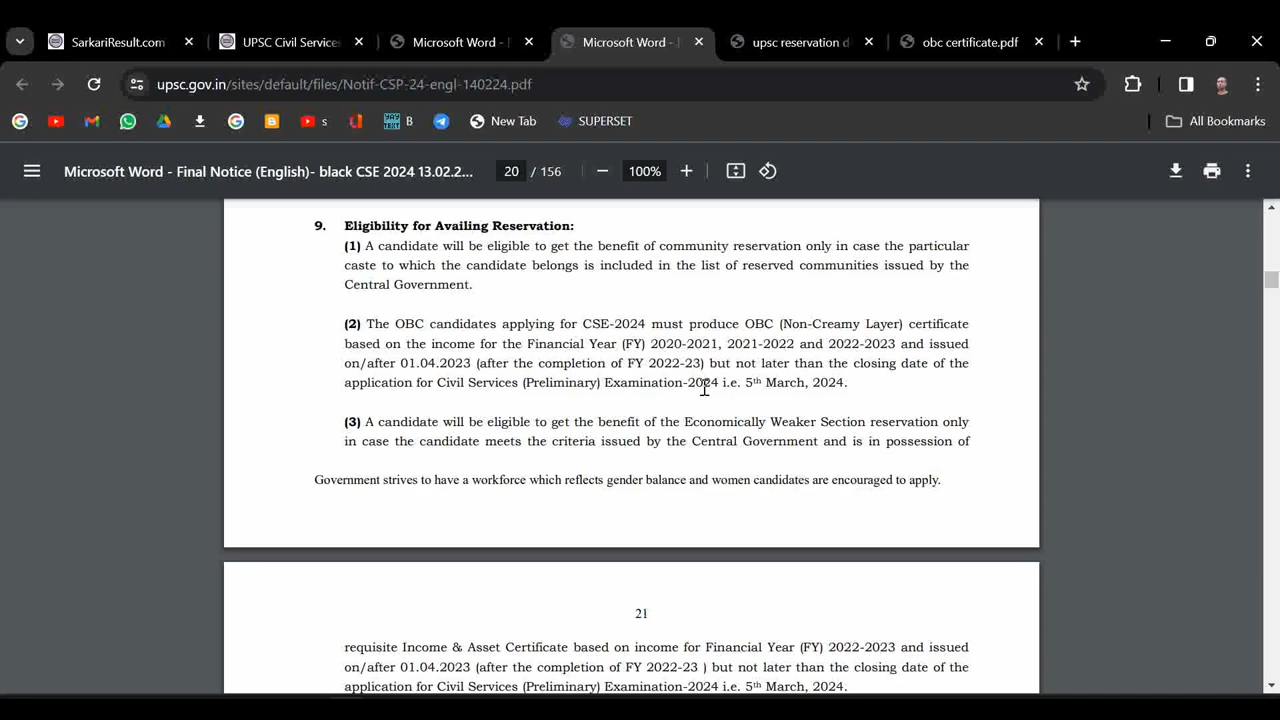 SarkariResult.com
UPSC Civil Services
Microsoft Word -
Microsoft Word -
upsc reservation d
obc certificate.pdf
upsc.gov.in/sites/default/files/Notif-CSP-24-engl-140224.pdf
s
B
New Tab
SUPERSET
All Bookmarks
Microsoft Word - Final Notice (English)- black CSE 2024 13.02.2...
20 / 156
100%
9. Eligibility for Availing Reservation:
(1) A candidate will be eligible to get the benefit of community reservation only in case the particular
caste to which the candidate belongs is included in the list of reserved communities issued by the
Central Government.
(2) The OBC candidates applying for CSE-2024 must produce OBC (Non-Creamy Layer) certificate
based on the income for the Financial Year (FY) 2020-2021, 2021-2022 and 2022-2023 and issued
on/after 01.04.2023 (after the completion of FY 2022-23) but not later than the closing date of the
application for Civil Services (Preliminary) Examination-2024 i.e. 5th March, 2024.
(3) A candidate will be eligible to get the benefit of the Economically Weaker Section reservation only
in case the candidate meets the criteria issued by the Central Government and is in possession of
Government strives to have a workforce which reflects gender balance and women candidates are encouraged to apply.
21
requisite Income & Asset Certificate based on income for Financial Year (FY) 2022-2023 and issued
on/after 01.04.2023 (after the completion of FY 2022-23 ) but not later than the closing date of the
application for Civil Services (Preliminary) Examination-2024 i.e. 5th March, 2024.